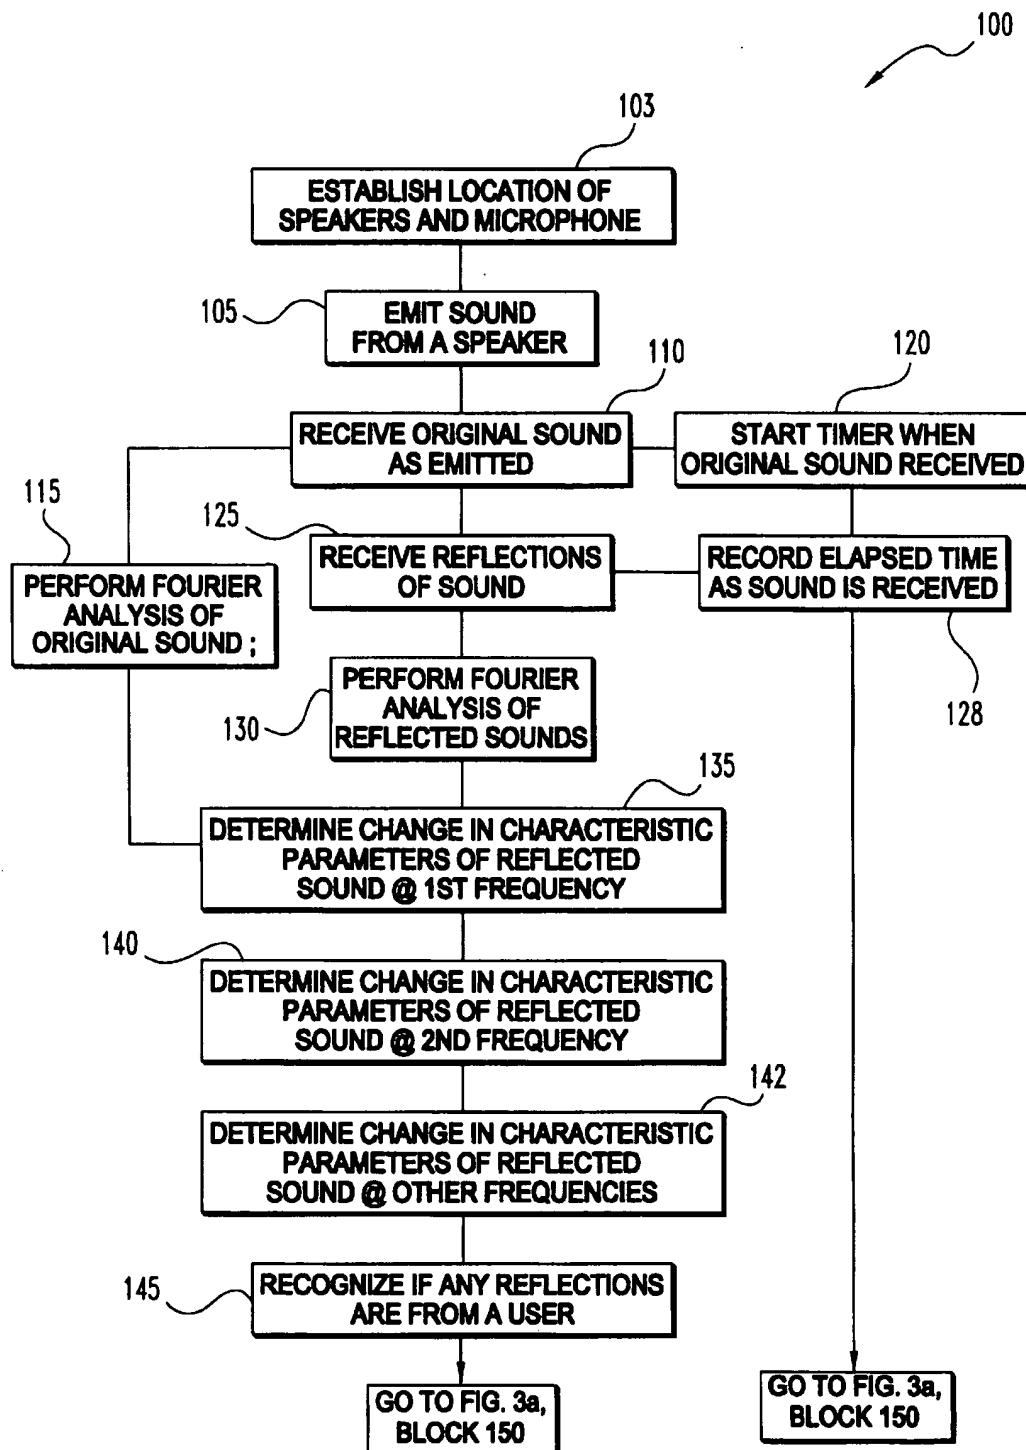 100
103
ESTABLISH LOCATION OF
SPEAKERS AND MICROPHONE
105
EMIT SOUND
FROM A SPEAKER
110
RECEIVE ORIGINAL SOUND
AS EMITTED
120
START TIMER WHEN
ORIGINAL SOUND RECEIVED
115
PERFORM FOURIER
ANALYSIS OF
ORIGINAL SOUND ;
125
RECEIVE REFLECTIONS
OF SOUND
RECORD ELAPSED TIME
AS SOUND IS RECEIVED
128
130
PERFORM FOURIER
ANALYSIS OF
REFLECTED SOUNDS
135
DETERMINE CHANGE IN CHARACTERISTIC
PARAMETERS OF REFLECTED
SOUND @ 1ST FREQUENCY
140
DETERMINE CHANGE IN CHARACTERISTIC
PARAMETERS OF REFLECTED
SOUND @ 2ND FREQUENCY
142
DETERMINE CHANGE IN CHARACTERISTIC
PARAMETERS OF REFLECTED
SOUND @ OTHER FREQUENCIES
145
RECOGNIZE IF ANY REFLECTIONS
ARE FROM A USER
GO TO FIG. 3a,
BLOCK 150
GO TO FIG. 3a,
BLOCK 150